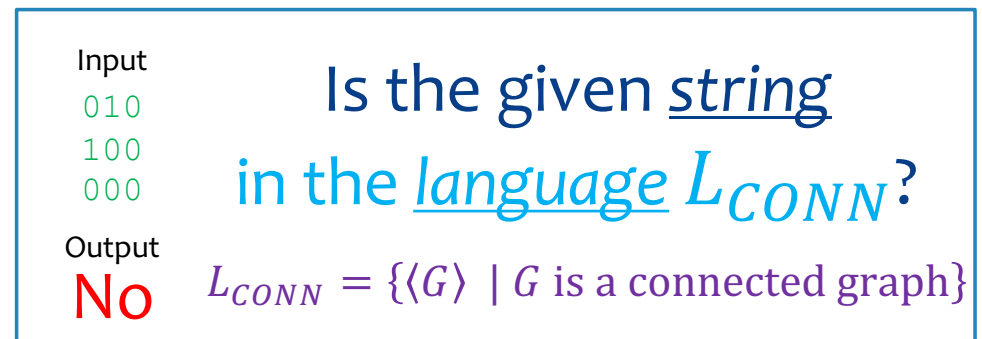 Input
010
100
000
Output
No
Is the given string
in the language L_CONN?
L_CONN = {⟨G⟩ | G is a connected graph}